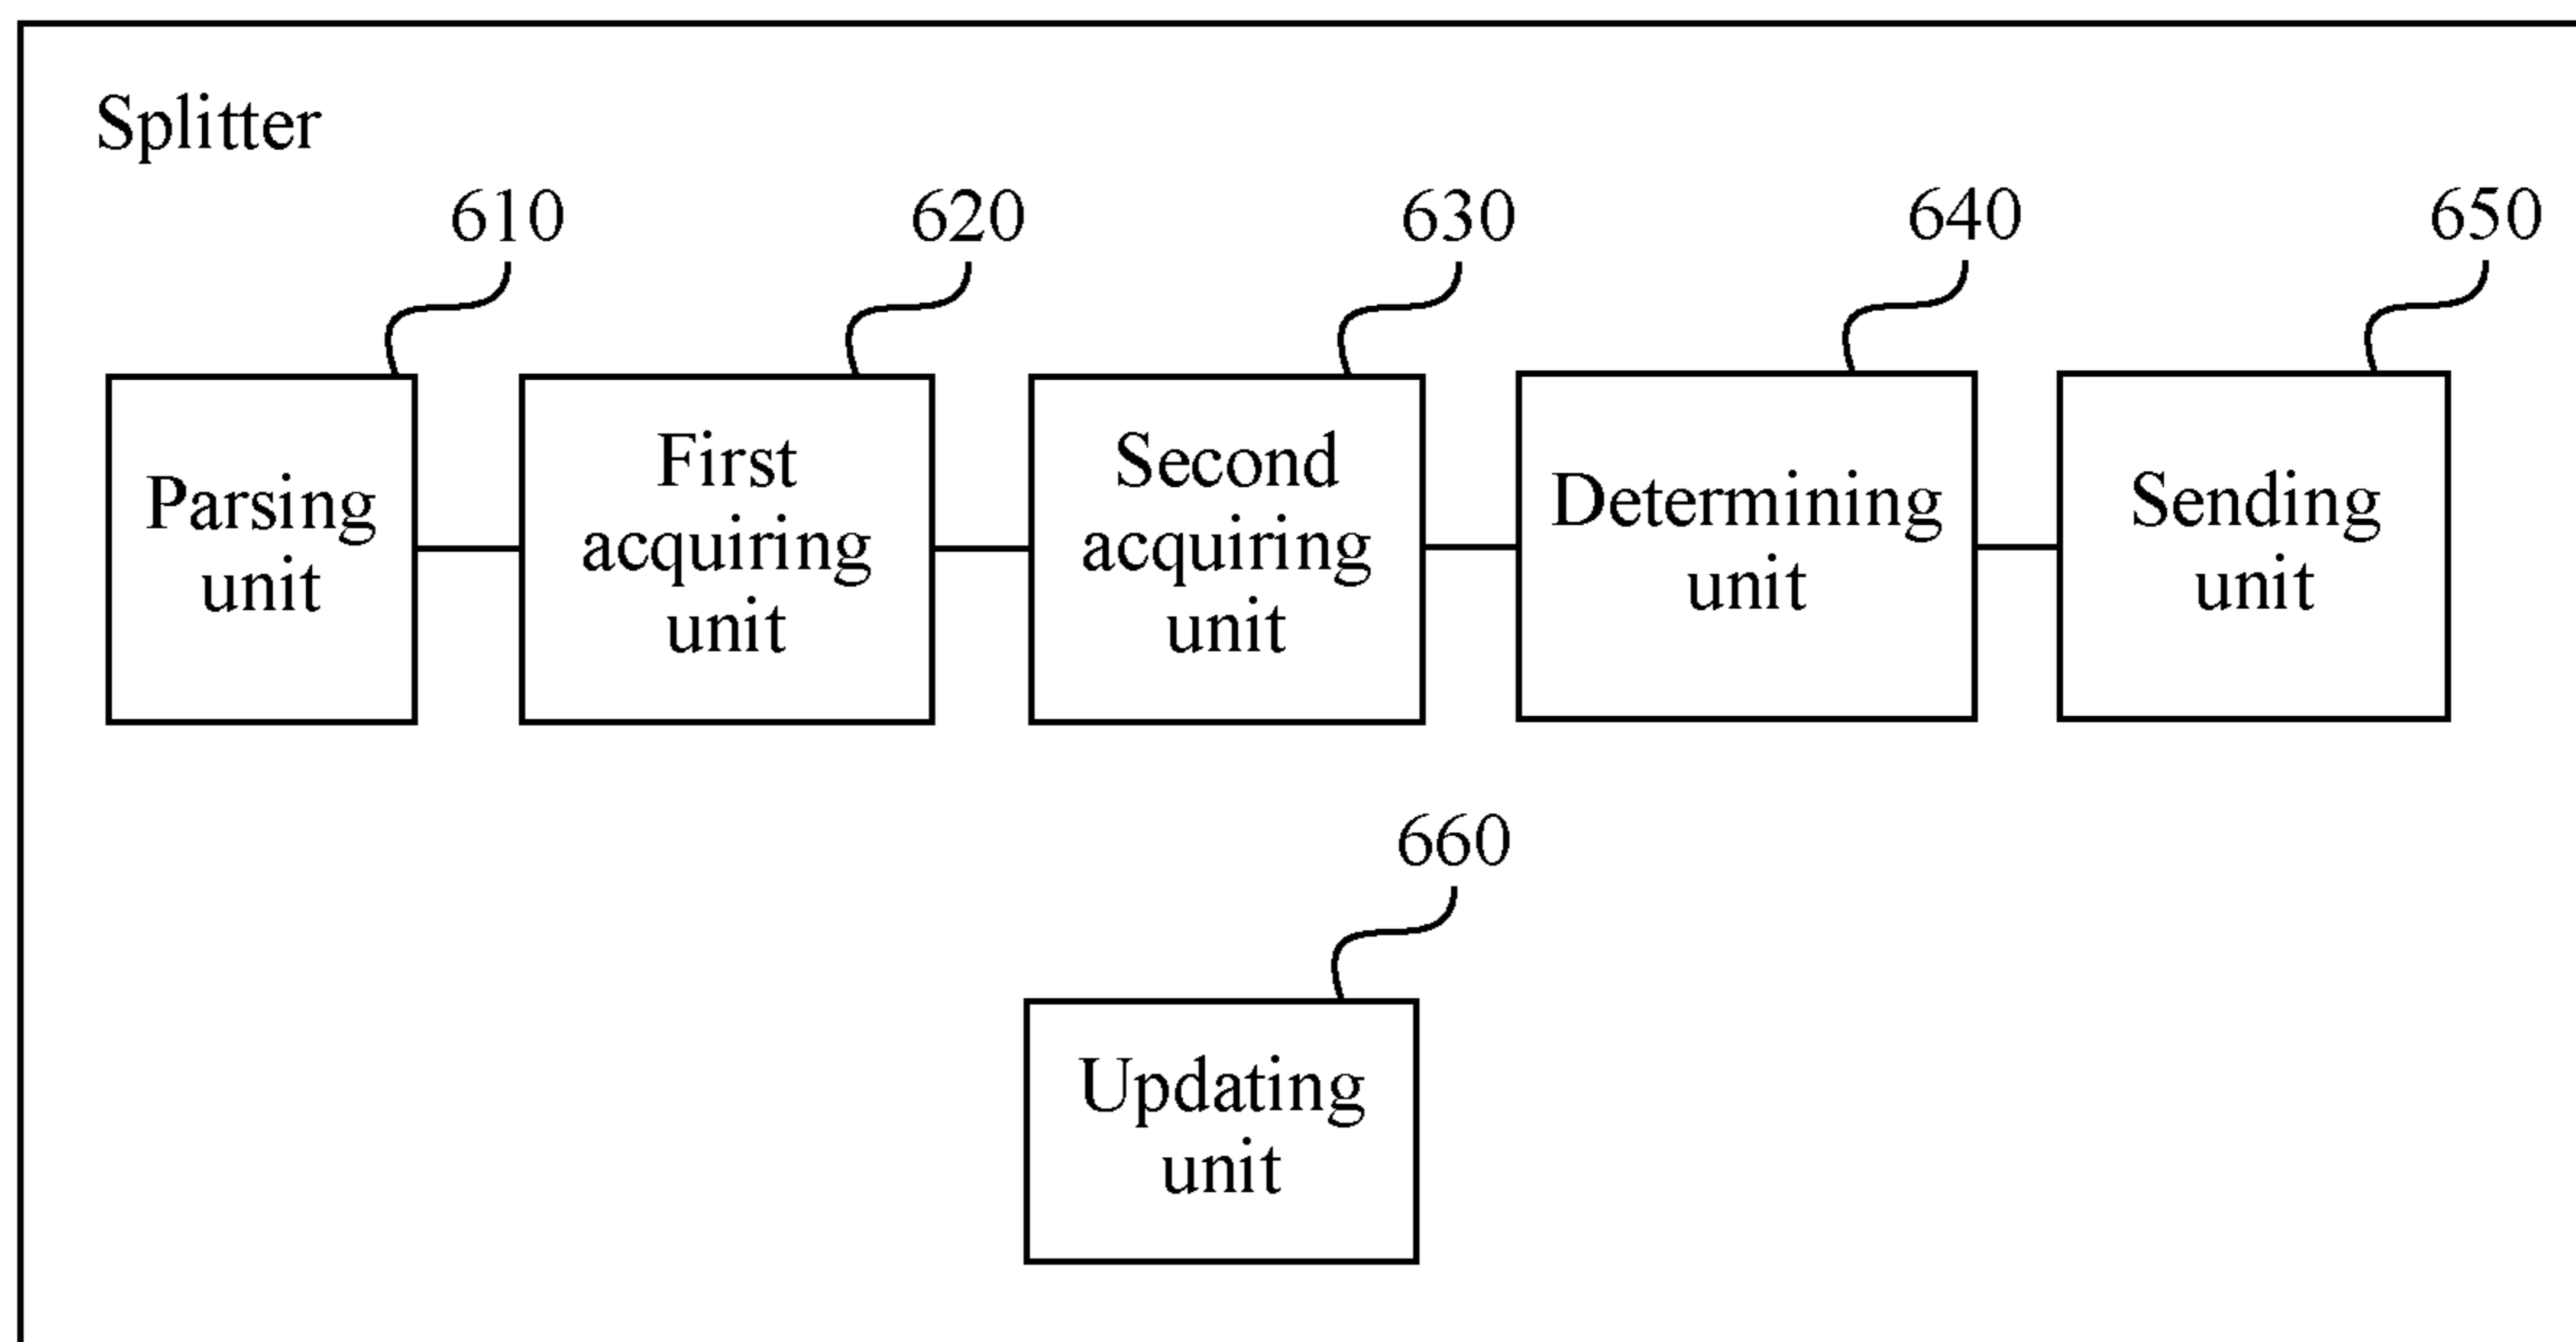 Splitter
610
620
630
640
650
Parsing
unit
First
acquiring
unit
Second
acquiring
unit
Determining
unit
Sending
unit
660
Updating
unit